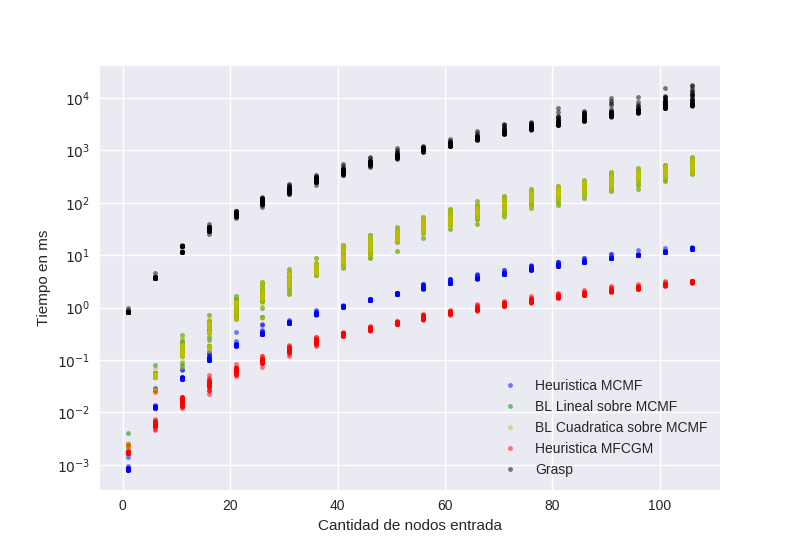 10^4
10^3
10^2
10^1
10^0
10^−1
10^−2
10^−3
Tiempo en ms
0 20 40 60 80 100
Cantidad de nodos entrada
Heuristica MCMF
BL Lineal sobre MCMF
BL Cuadratica sobre MCMF
Heuristica MFCGM
Grasp